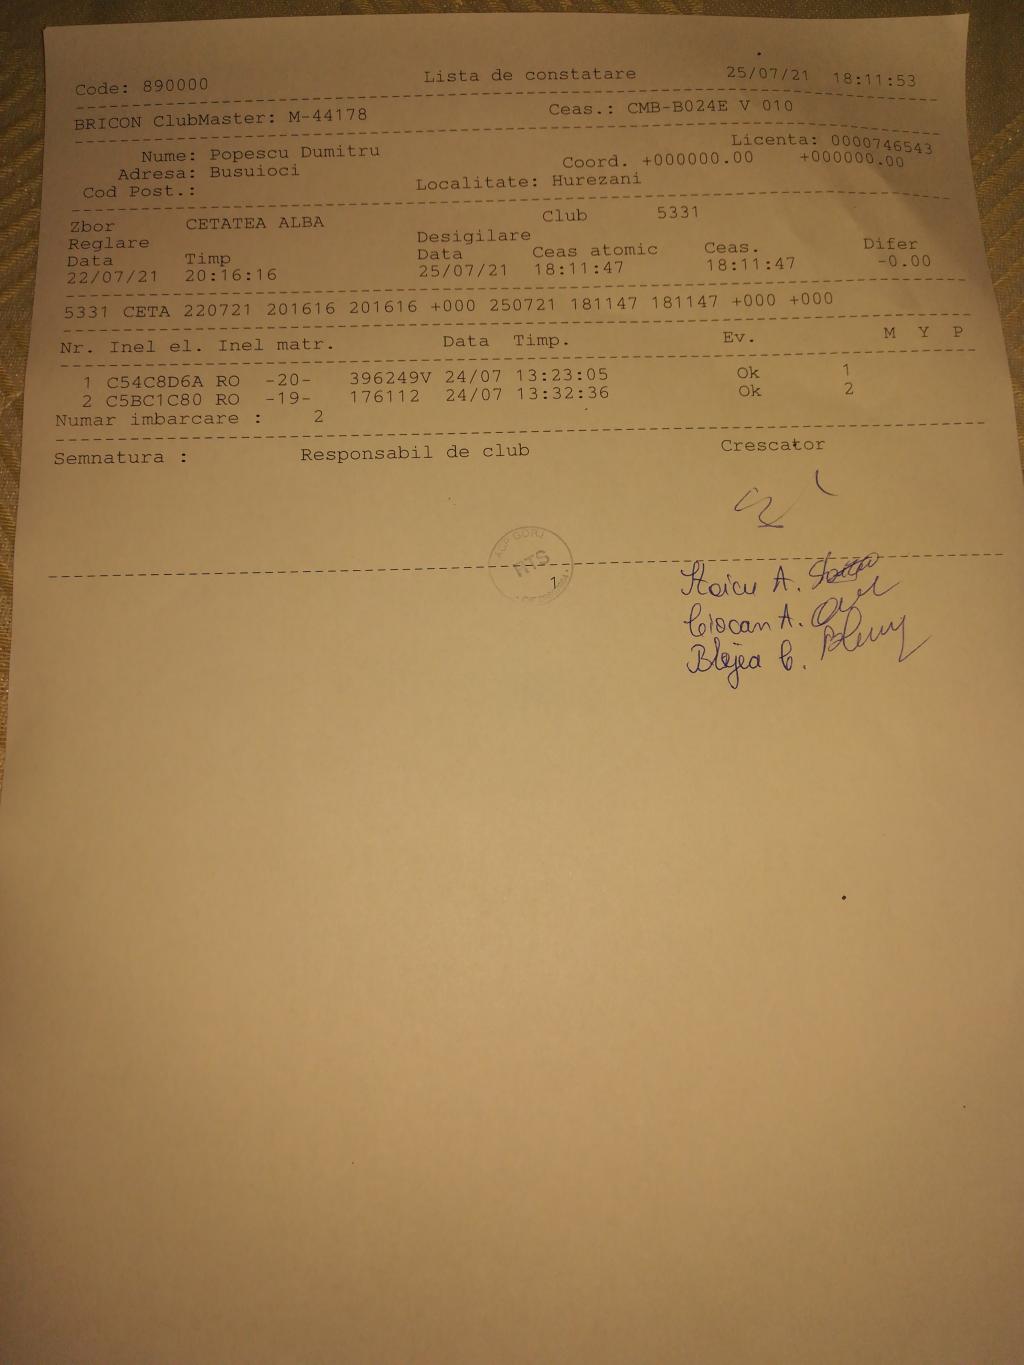 Code: 890000 Lista de constatare 25/07/21 18:11:53
BRICON ClubMaster: M-44178 Ceas.: CMB-B024E V 010
Licenta: 0000746543
Nume: Popescu Dumitru Coord. +000000.00 +000000.00
Adresa: Busuioci
Cod Post.: Localitate: Hurezani
Zbor CETATEA ALBA Club 5331
Reglare Desigilare
Data Timp Data Ceas atomic Ceas. Difer
22/07/21 20:16:16 25/07/21 18:11:47 18:11:47 -0.00
5331 CETA 220721 201616 201616 +000 250721 181147 181147 +000 +000
Nr. Inel el. Inel matr. Data Timp. Ev. M Y P
1 C54C8D6A RO -20- 396249V 24/07 13:23:05 Ok 1
2 C5BC1C80 RO -19- 176112 24/07 13:32:36 Ok 2
Numar imbarcare : 2
Semnatura : Responsabil de club Crescator
GORJ
1
Stoicu A.
Ciocan A.
Blejea C.